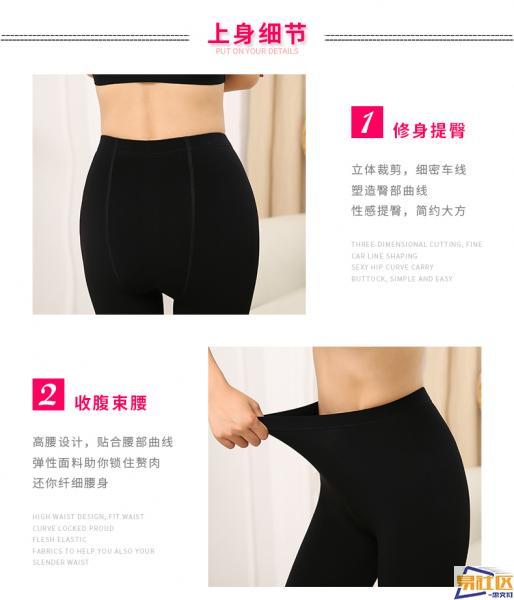 上身细节
PUT ON YOUR DETAILS
1 修身提臀
立体裁剪，细密车线
塑造臀部曲线
性感提臀，简约大方
THREE-DIMENSIONAL CUTTING, FINE
CAR LINE SHAPING
SEXY HIP CURVE CARRY
BUTTOCK, SIMPLE AND EASY
2 收腹束腰
高腰设计，贴合腰部曲线
弹性面料助你锁住赘肉
还你纤细腰身
HIGH WAIST DESIGN, FIT WAIST
CURVE LOCKED PROUD
FLESH ELASTIC
FABRICS TO HELP YOU ALSO YOUR
SLENDER WAIST
易社区